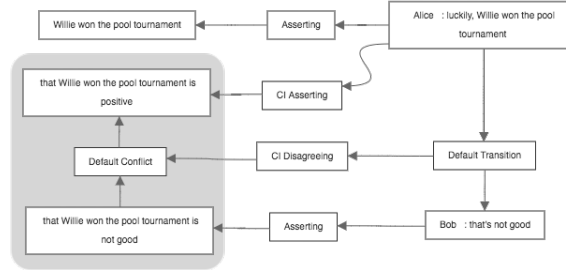 Willie won the pool tournament
Asserting
Alice : luckily, Willie won the pool
tournament
that Willie won the pool tournament is
positive
CI Asserting
Default Conflict
CI Disagreeing
Default Transition
that Willie won the pool tournament is
not good
Asserting
Bob : that's not good